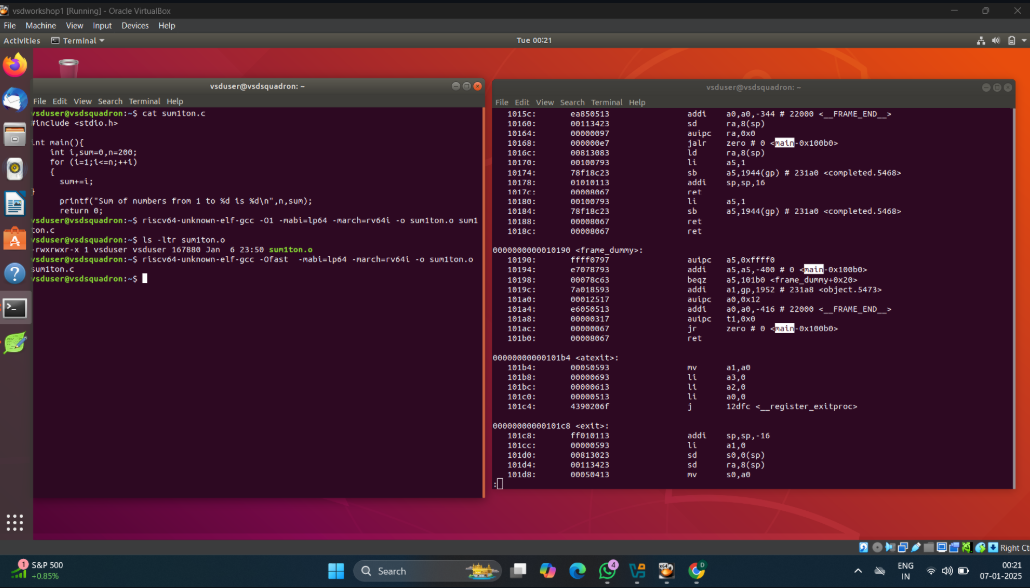 vsdworkshop1 [Running] - Oracle VirtualBox
File Machine View Input Devices Help
Activities Terminal Tue 00:21
vsduser@vsdsquadron: ~
File Edit View Search Terminal Help
vsduser@vsdsquadron:~$ cat sum1ton.c
#include <stdio.h>
int main(){
int i,sum=0,n=200;
for (i=1;i<=n;++i)
{
sum+=i;
}
printf("Sum of numbers from 1 to %d is %d\n",n,sum);
return 0;
vsduser@vsdsquadron:~$ riscv64-unknown-elf-gcc -O1 -mabi=lp64 -march=rv64i -o sum1ton.o sum1
ton.c
vsduser@vsdsquadron:~$ ls -ltr sum1ton.o
-rwxrwxr-x 1 vsduser vsduser 167880 Jan 6 23:50 sum1ton.o
vsduser@vsdsquadron:~$ riscv64-unknown-elf-gcc -Ofast -mabi=lp64 -march=rv64i -o sum1ton.o
sum1ton.c
vsduser@vsdsquadron:~$
vsduser@vsdsquadron: ~
File Edit View Search Terminal Help
1015c: ea850513 addi a0,a0,-344 # 22000 <__FRAME_END__>
10160: 00113423 sd ra,8(sp)
10164: 00000097 auipc ra,0x0
10168: 000000e7 jalr zero # 0 <main-0x100b0>
1016c: 00813083 ld ra,8(sp)
10170: 00100793 li a5,1
10174: 78f18c23 sb a5,1944(gp) # 231a0 <completed.5468>
10178: 01010113 addi sp,sp,16
1017c: 00008067 ret
10180: 00100793 li a5,1
10184: 78f18c23 sb a5,1944(gp) # 231a0 <completed.5468>
10188: 00008067 ret
1018c: 00008067 ret
0000000000010190 <frame_dummy>:
10190: ffff0797 auipc a5,0xffff0
10194: e7078793 addi a5,a5,-400 # 0 <main-0x100b0>
10198: 00078c63 beqz a5,101b0 <frame_dummy+0x20>
1019c: 7a018593 addi a1,gp,1952 # 231a8 <object.5473>
101a0: 00012517 auipc a0,0x12
101a4: e6050513 addi a0,a0,-416 # 22000 <__FRAME_END__>
101a8: 00000317 auipc t1,0x0
101ac: 00000067 jr zero # 0 <main-0x100b0>
101b0: 00008067 ret
00000000000101b4 <atexit>:
101b4: 00050593 mv a1,a0
101b8: 00000693 li a3,0
101bc: 00000613 li a2,0
101c0: 00000513 li a0,0
101c4: 4390206f j 12dfc <__register_exitproc>
00000000000101c8 <exit>:
101c8: ff010113 addi sp,sp,-16
101cc: 00000593 li a1,0
101d0: 00813023 sd s0,0(sp)
101d4: 00113423 sd ra,8(sp)
101d8: 00050413 mv s0,a0
:
Right Ct
1
S&P 500
+0.85%
Search
4
ENG
IN
00:21
07-01-2025